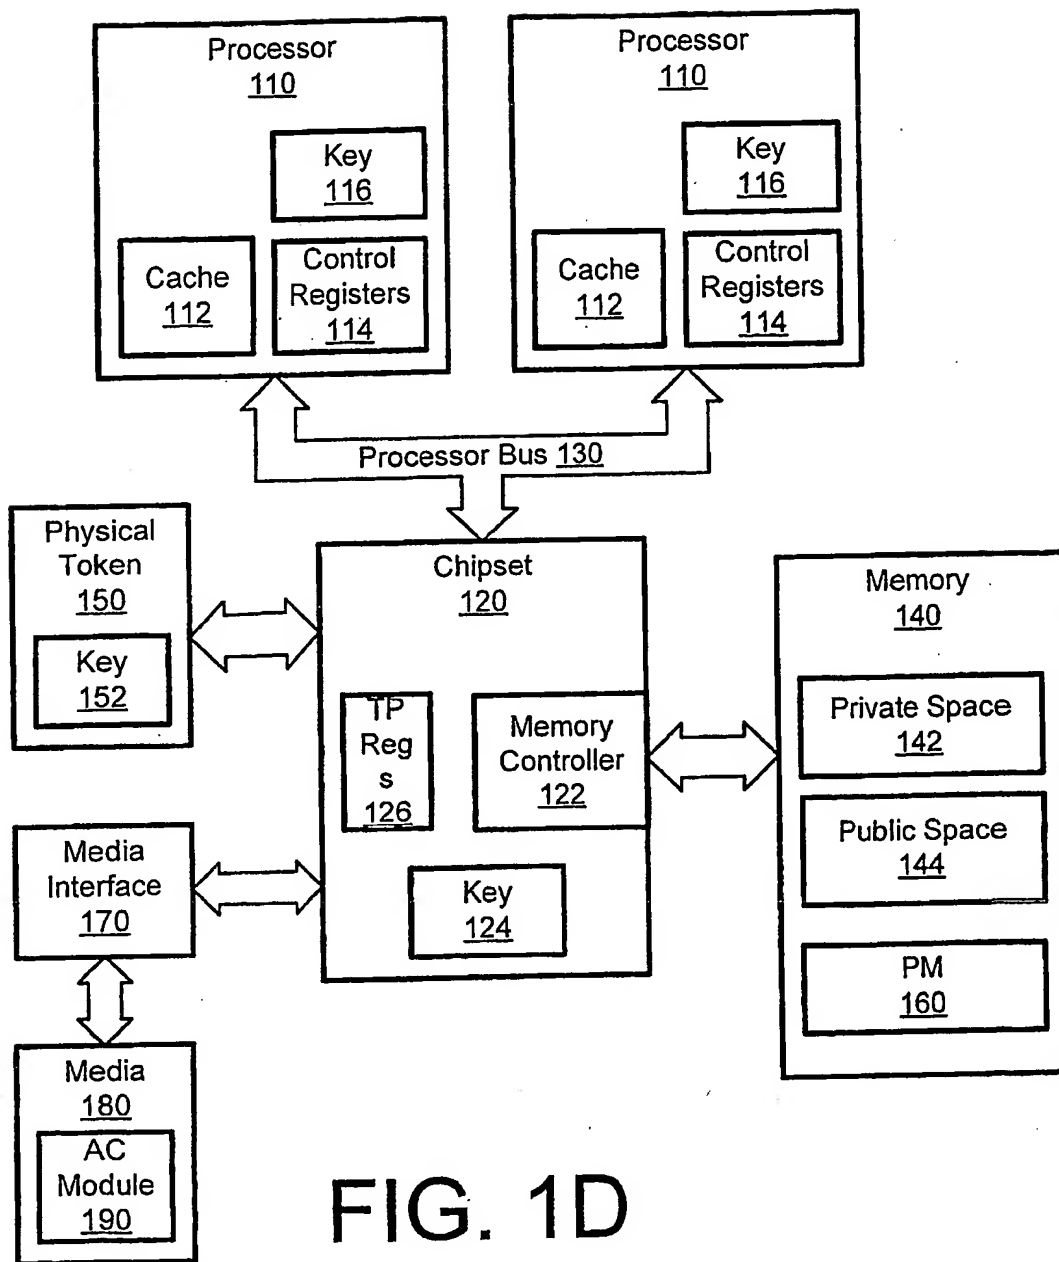 Processor
110
Key
116
Cache
112
Control
Registers
114
Processor
110
Key
116
Cache
112
Control
Registers
114
Processor Bus 130
Physical
Token
150
Key
152
Chipset
120
TP
Reg
s
126
Memory
Controller
122
Key
124
Memory
140
Private Space
142
Public Space
144
PM
160
Media
Interface
170
Media
180
AC
Module
190
FIG. 1D